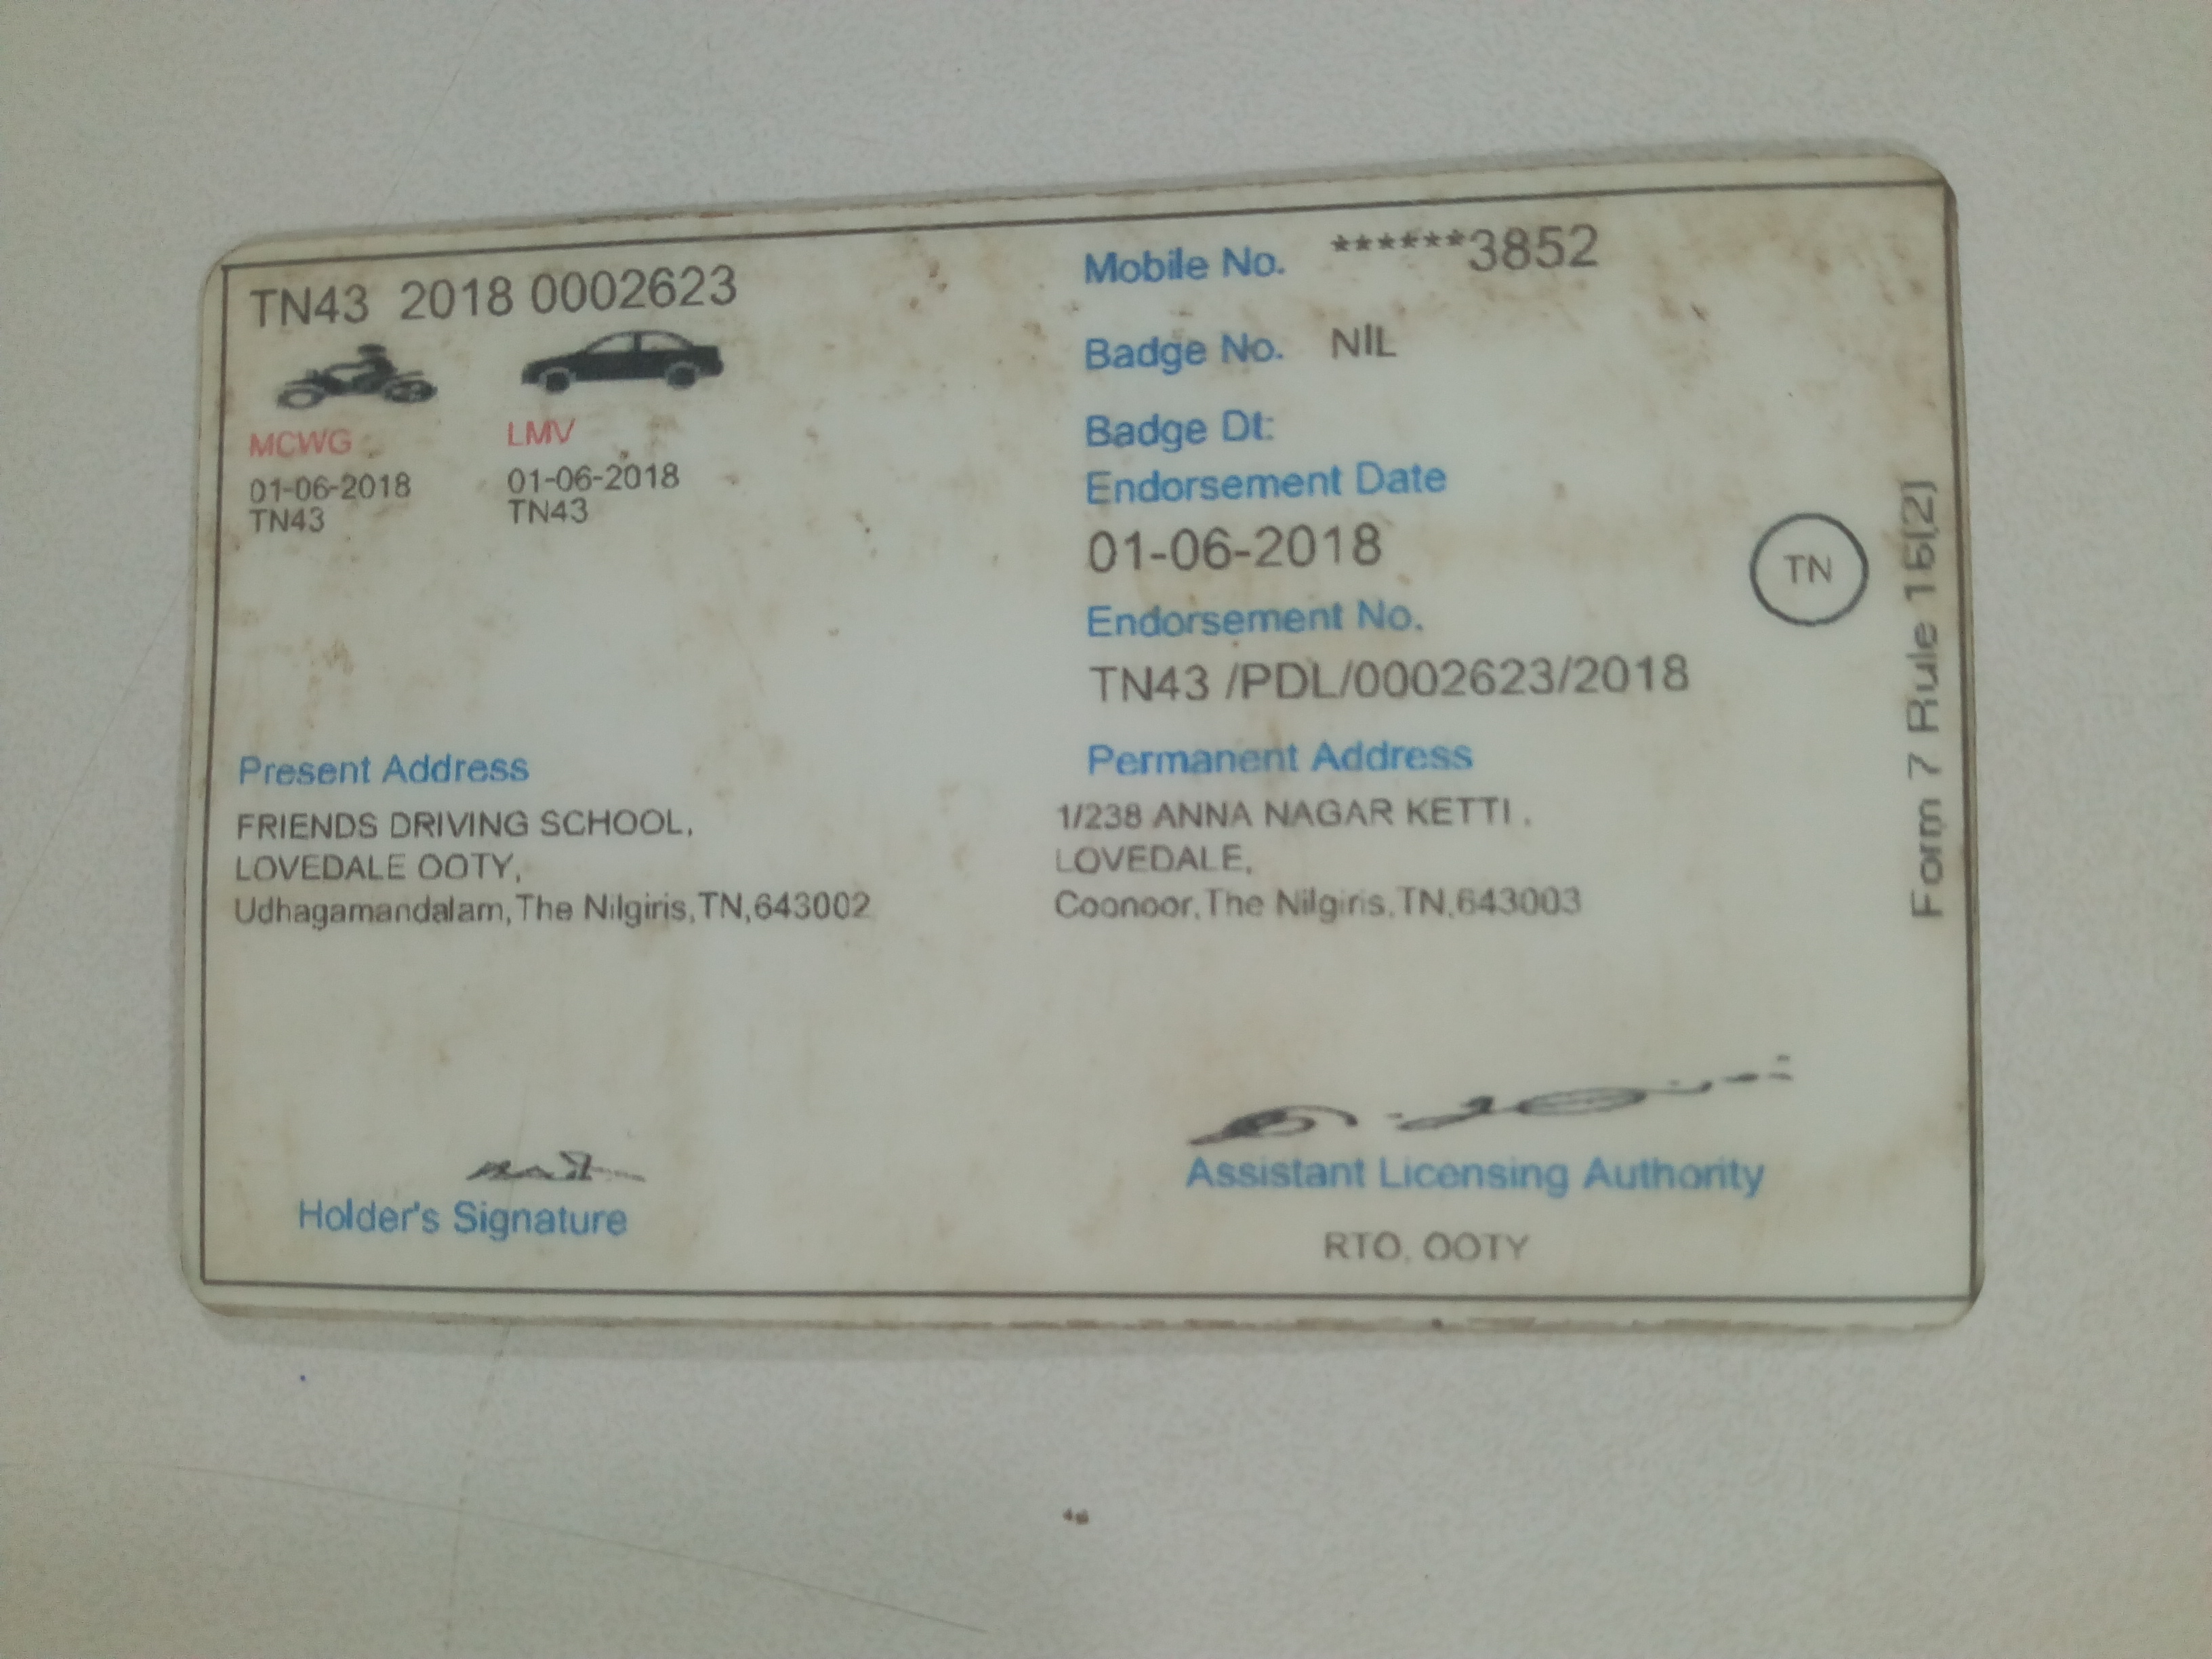 TN43 2018 0002623
MCWG
01-06-2018
TN43
LMV
01-06-2018
TN43
Mobile No. ******3852
Badge No. NIL
Badge Dt:
Endorsement Date
01-06-2018
Endorsement No.
TN43 /PDL/0002623/2018
TN
Form 7 Rule 16(2)
Present Address
FRIENDS DRIVING SCHOOL,
LOVEDALE OOTY,
Udhagamandalam,The Nilgiris,TN,643002
Permanent Address
1/238 ANNA NAGAR KETTI ,
LOVEDALE,
Coonoor,The Nilgiris,TN,643003
Holder's Signature
Assistant Licensing Authority
RTO, OOTY